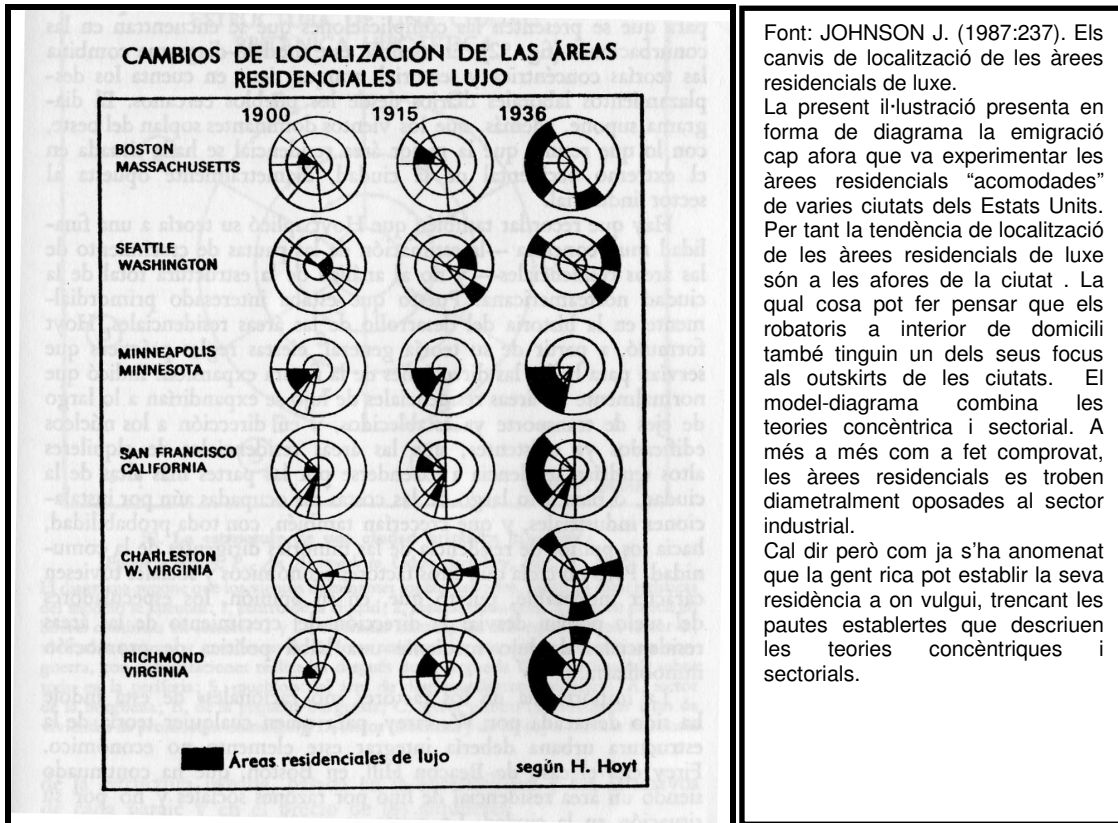 CAMBIOS DE LOCALIZACIÓN DE LAS ÁREAS
RESIDENCIALES DE LUJO
1900 1915 1936
BOSTON
MASSACHUSETTS
SEATTLE
WASHINGTON
MINNEAPOLIS
MINNESOTA
SAN FRANCISCO
CALIFORNIA
CHARLESTON
W. VIRGINIA
RICHMOND
VIRGINIA
Áreas residenciales de lujo según H. Hoyt
Font: JOHNSON J. (1987:237). Els
canvis de localització de les àrees
residencials de luxe.
La present il·lustració presenta en
forma de diagrama la emigració
cap afora que va experimentar les
àrees residencials “acomodades”
de varies ciutats dels Estats Units.
Per tant la tendència de localització
de les àrees residencials de luxe
són a les afores de la ciutat . La
qual cosa pot fer pensar que els
robatoris a interior de domicili
també tinguin un dels seus focus
als outskirts de les ciutats. El
model-diagrama combina les
teories concèntrica i sectorial. A
més a més com a fet comprovat,
les àrees residencials es troben
diametralment oposades al sector
industrial.
Cal dir però com ja s’ha anomenat
que la gent rica pot establir la seva
residència a on vulgui, trencant les
pautes establertes que descriuen
les teories concèntriques i
sectorials.